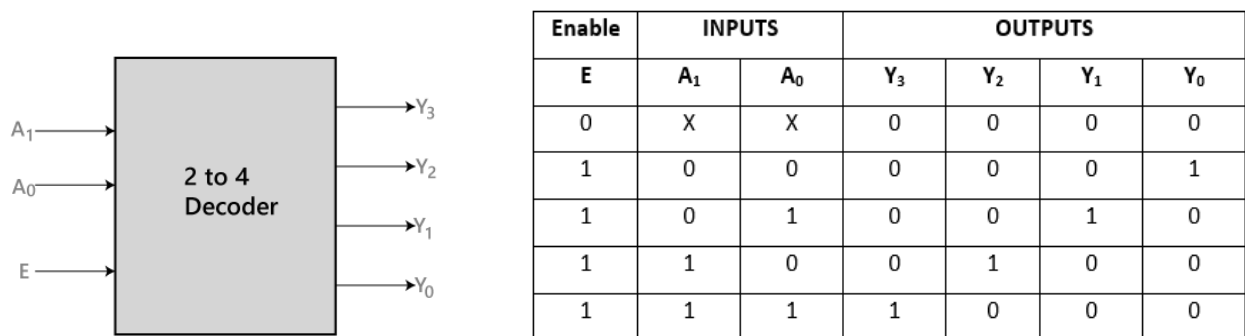 A₁
A₀
E
2 to 4
Decoder
Y₃
Y₂
Y₁
Y₀
Enable INPUTS OUTPUTS
E A₁ A₀ Y₃ Y₂ Y₁ Y₀
0 X X 0 0 0 0
1 0 0 0 0 0 1
1 0 1 0 0 1 0
1 1 0 0 1 0 0
1 1 1 1 0 0 0